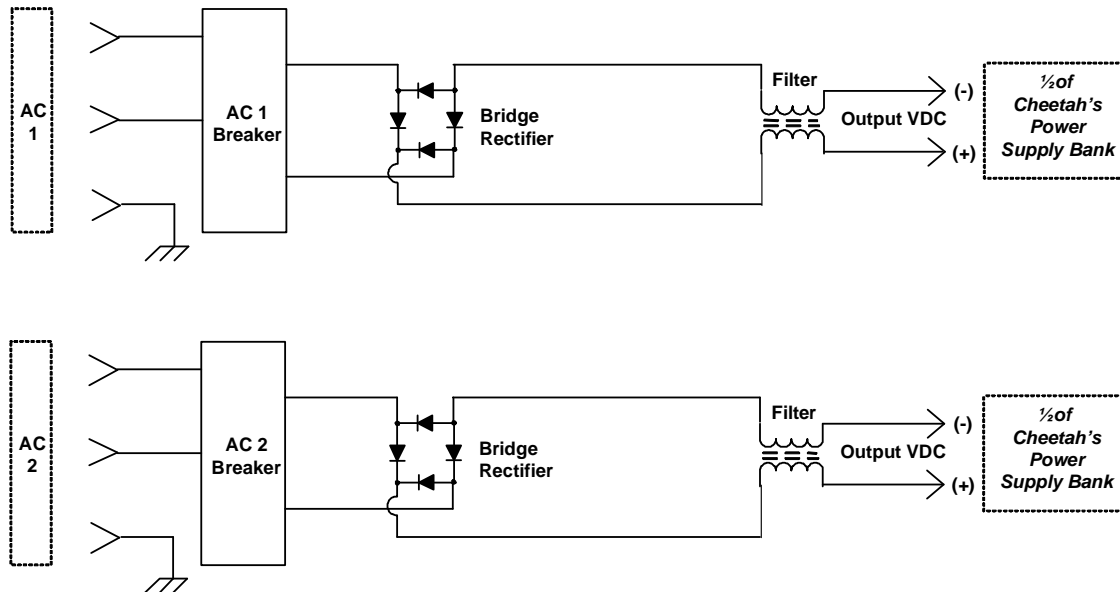 AC
1
AC 1
Breaker
Bridge
Rectifier
Filter
Output VDC
(-)
(+)
½of
Cheetah's
Power
Supply Bank
AC
2
AC 2
Breaker
Bridge
Rectifier
Filter
Output VDC
(-)
(+)
½of
Cheetah's
Power
Supply Bank